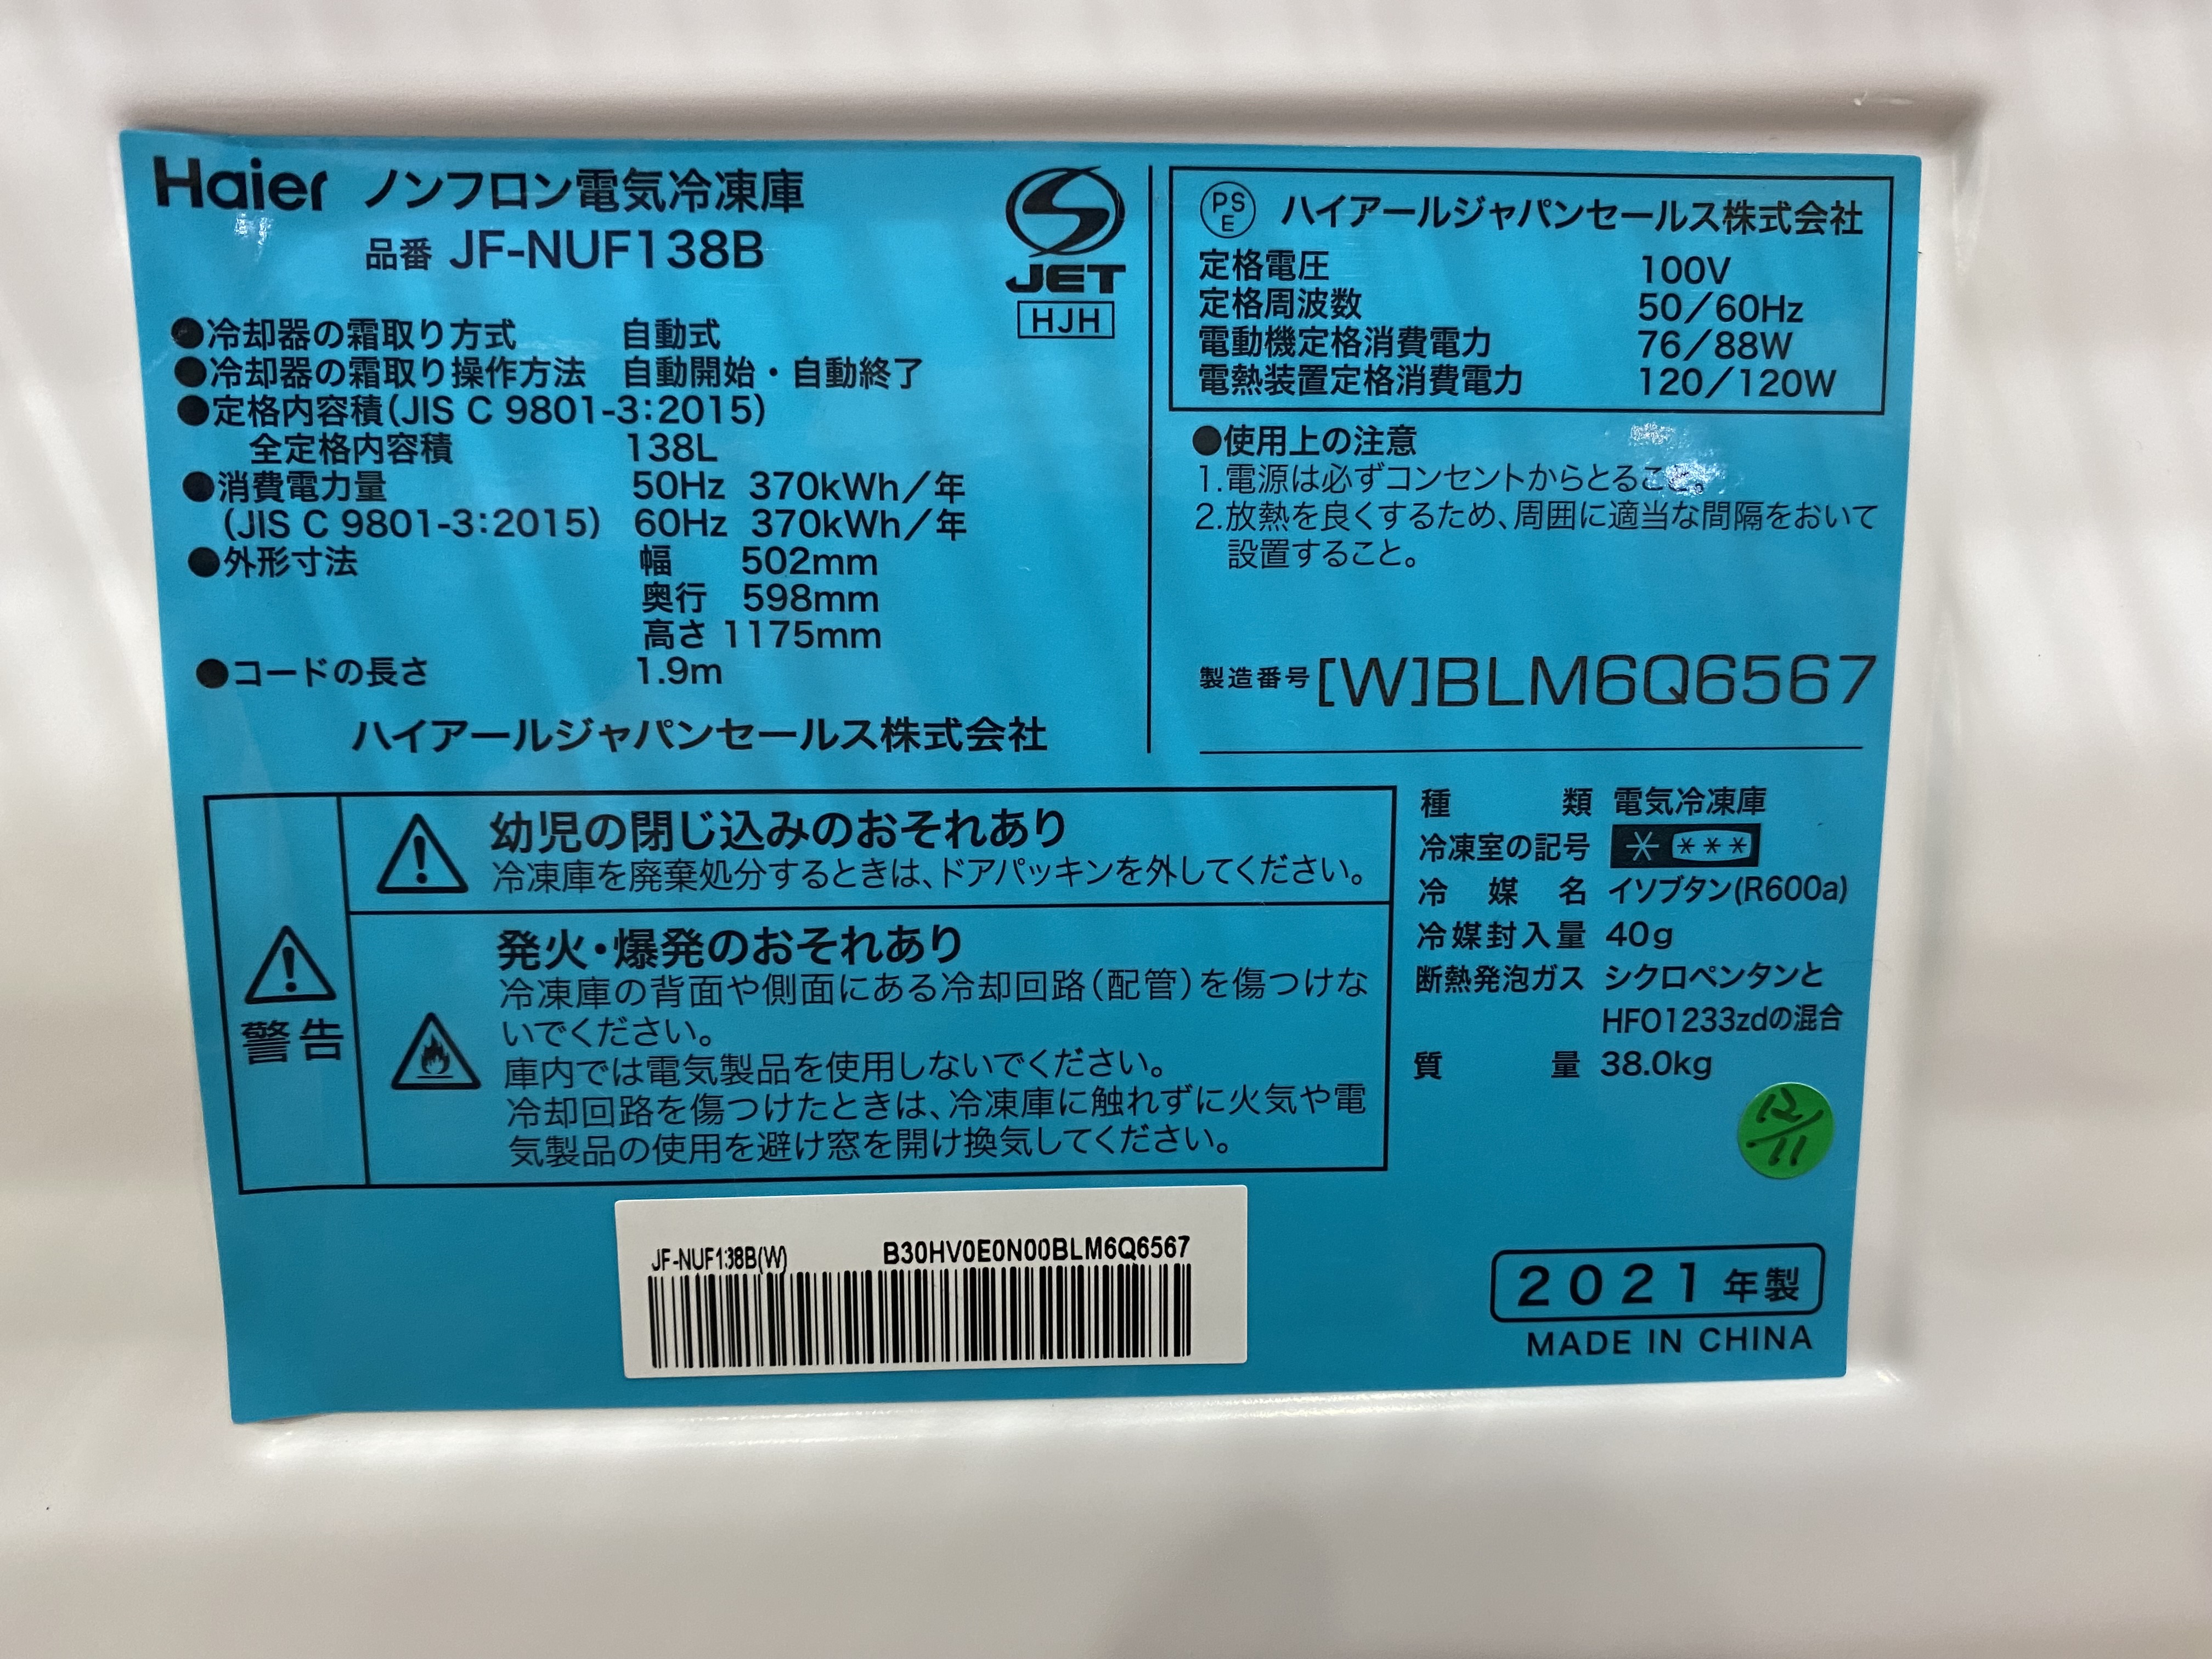 Haier ノンフロン電気冷凍庫
品番 JF-NUF138B
JET
HJH
●冷却器の霜取り方式 自動式
●冷却器の霜取り操作方法 自動開始・自動終了
●定格内容積(JIS C 9801-3:2015)
全定格内容積 138L
●消費電力量 50Hz 370kWh/年
(JIS C 9801-3:2015) 60Hz 370kWh/年
●外形寸法 幅 502mm
奥行 598mm
高さ 1175mm
●コードの長さ 1.9m
ハイアールジャパンセールス株式会社
PSE ハイアールジャパンセールス株式会社
定格電圧 100V
定格周波数 50/60Hz
電動機定格消費電力 76/88W
電熱装置定格消費電力 120/120W
●使用上の注意
1.電源は必ずコンセントからとること。
2.放熱を良くするため、周囲に適当な間隔をおいて
設置すること。
製造番号 [W]BLM6Q6567
警告
幼児の閉じ込みのおそれあり
冷凍庫を廃棄処分するときは、ドアパッキンを外してください。
発火・爆発のおそれあり
冷凍庫の背面や側面にある冷却回路(配管)を傷つけな
いでください。
庫内では電気製品を使用しないでください。
冷却回路を傷つけたときは、冷凍庫に触れずに火気や電
気製品の使用を避け窓を開け換気してください。
種類 電気冷凍庫
冷凍室の記号 * ***
冷媒名 イソブタン(R600a)
冷媒封入量 40g
断熱発泡ガス シクロペンタンと
HFO1233zdの混合
質量 38.0kg
12/11
JF-NUF138B(W) B30HV0E0N00BLM6Q6567
2021年製
MADE IN CHINA